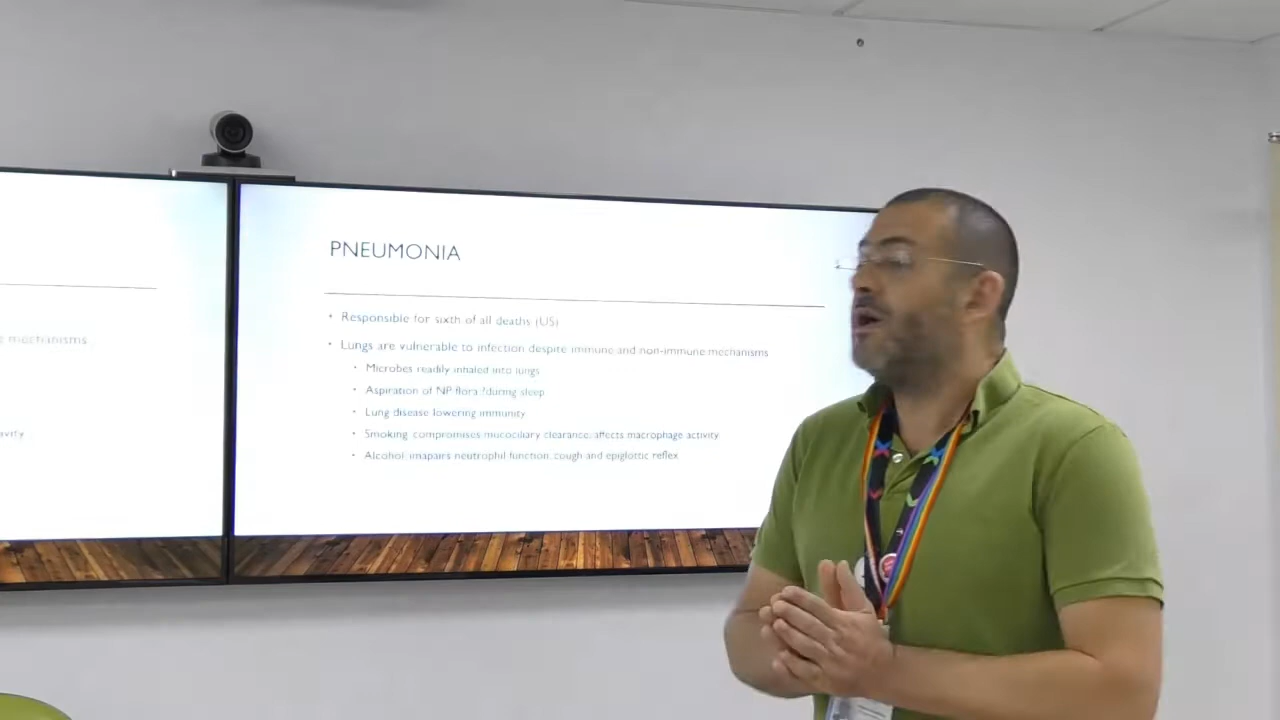 PNEUMONIA
Responsible for sixth of all deaths (US)
Lungs are vulnerable to infection despite immune and non-immune mechanisms
Microbes readily inhaled into lungs
Aspiration of NP flora /during sleep
Lung disease lowering immunity
Smoking compromises mucociliary clearance, affects macrophage activity
Alcohol imapairs neutrophil function, cough and epiglottic reflex
mechanisms